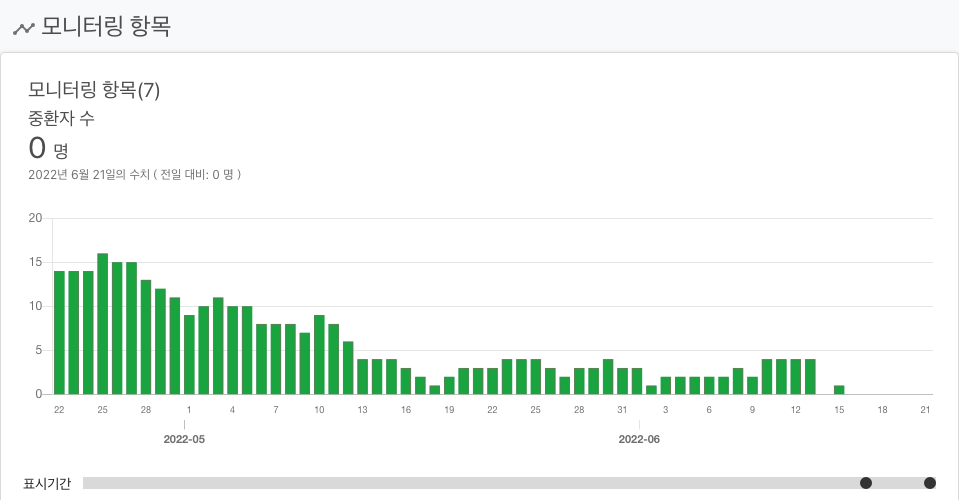 모니터링 항목
모니터링 항목(7)
중환자 수
0 명
2022년 6월 21일의 수치 ( 전일 대비: 0 명 )
20
15
10
5
0
22 25 28 1 4 7 10 13 16 19 22 25 28 31 3 6 9 12 15 18 21
2022-05 2022-06
표시기간